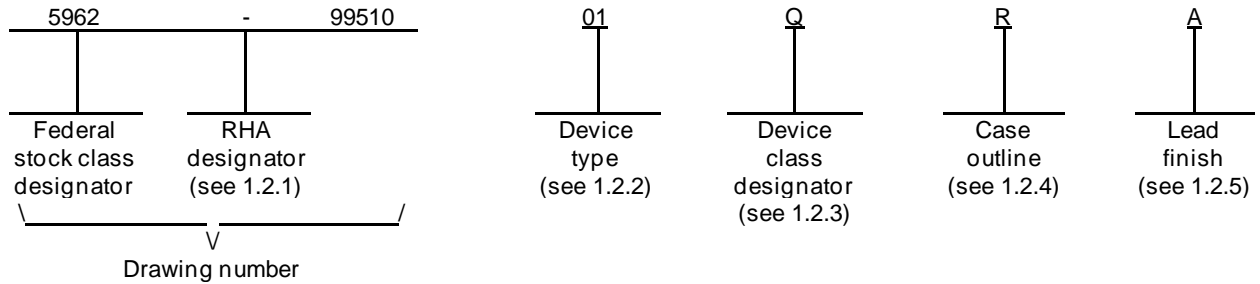 5962 - 99510 01 Q R A
Federal stock class designator
RHA designator (see 1.2.1)
Device type (see 1.2.2)
Device class designator (see 1.2.3)
Case outline (see 1.2.4)
Lead finish (see 1.2.5)
Drawing number